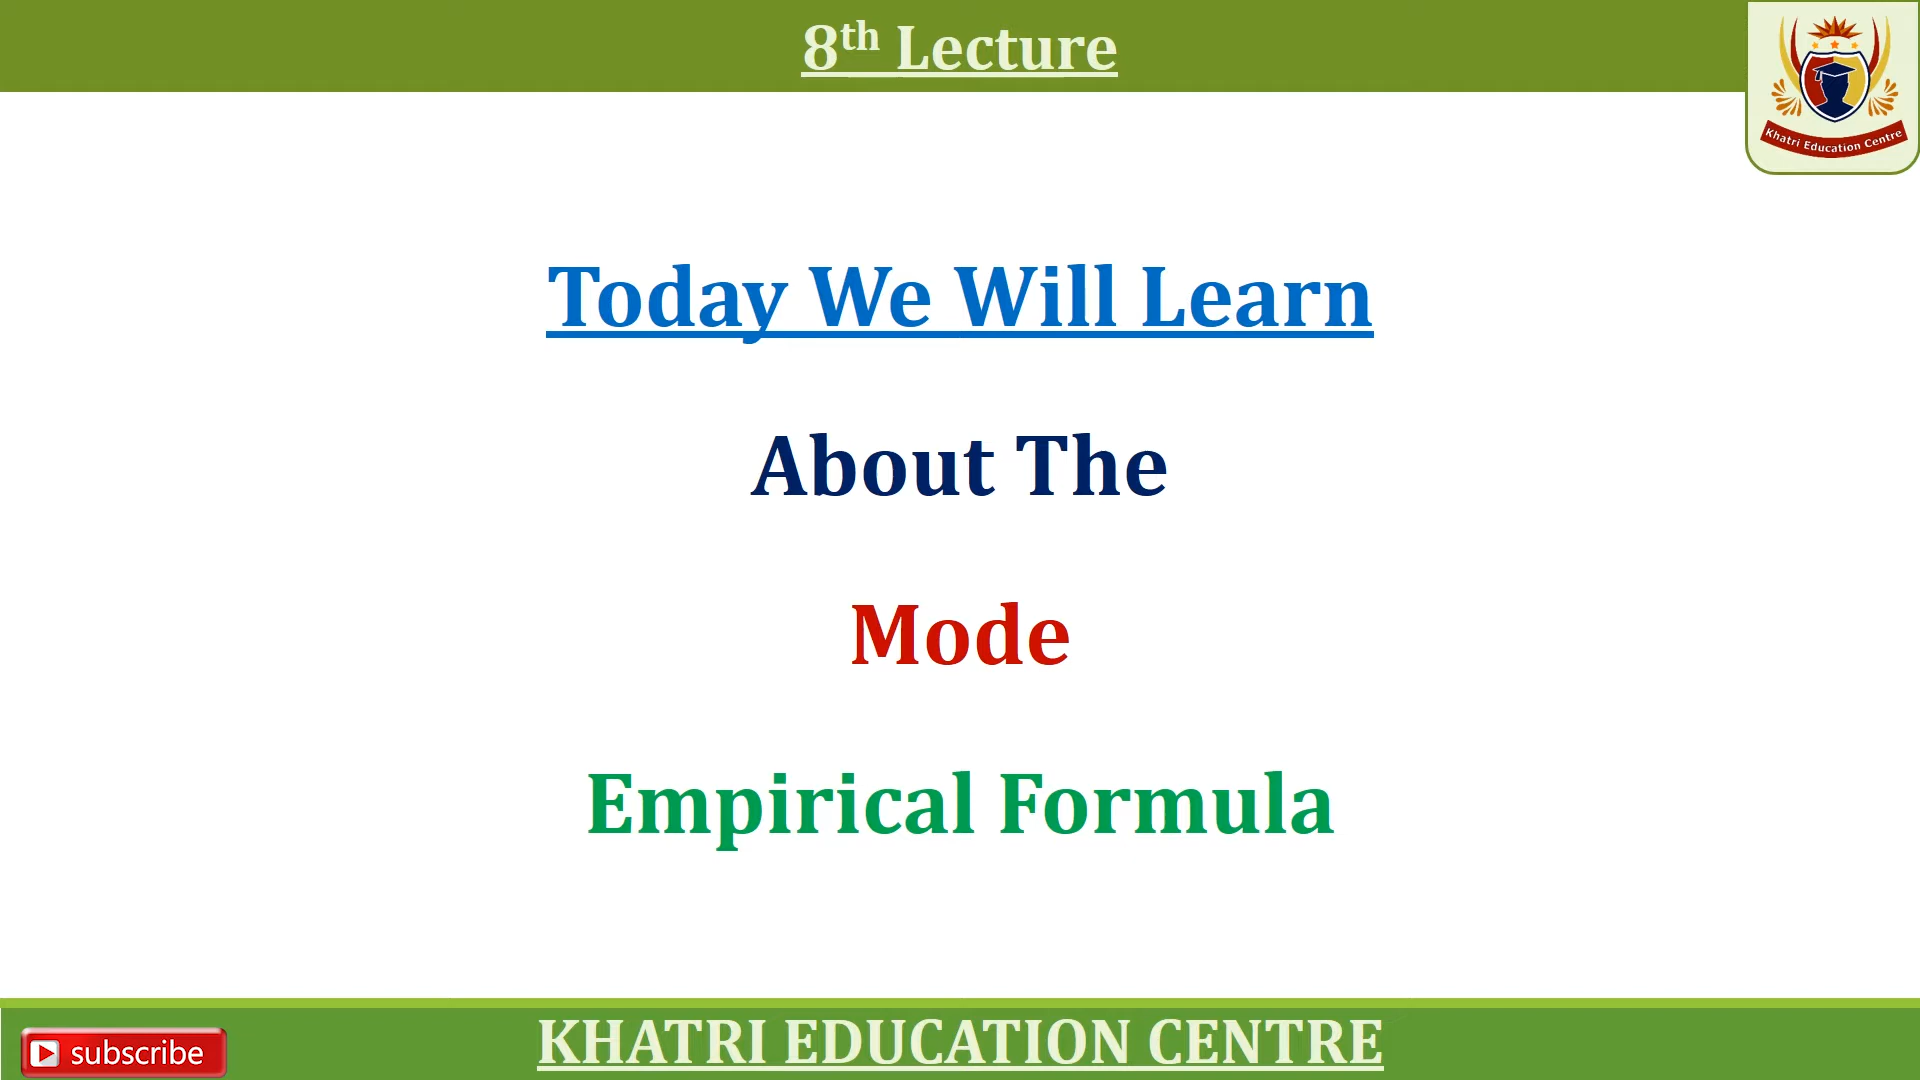 8th Lecture
Khatri Education Centre
Today We Will Learn
About The
Mode
Empirical Formula
subscribe
KHATRI EDUCATION CENTRE